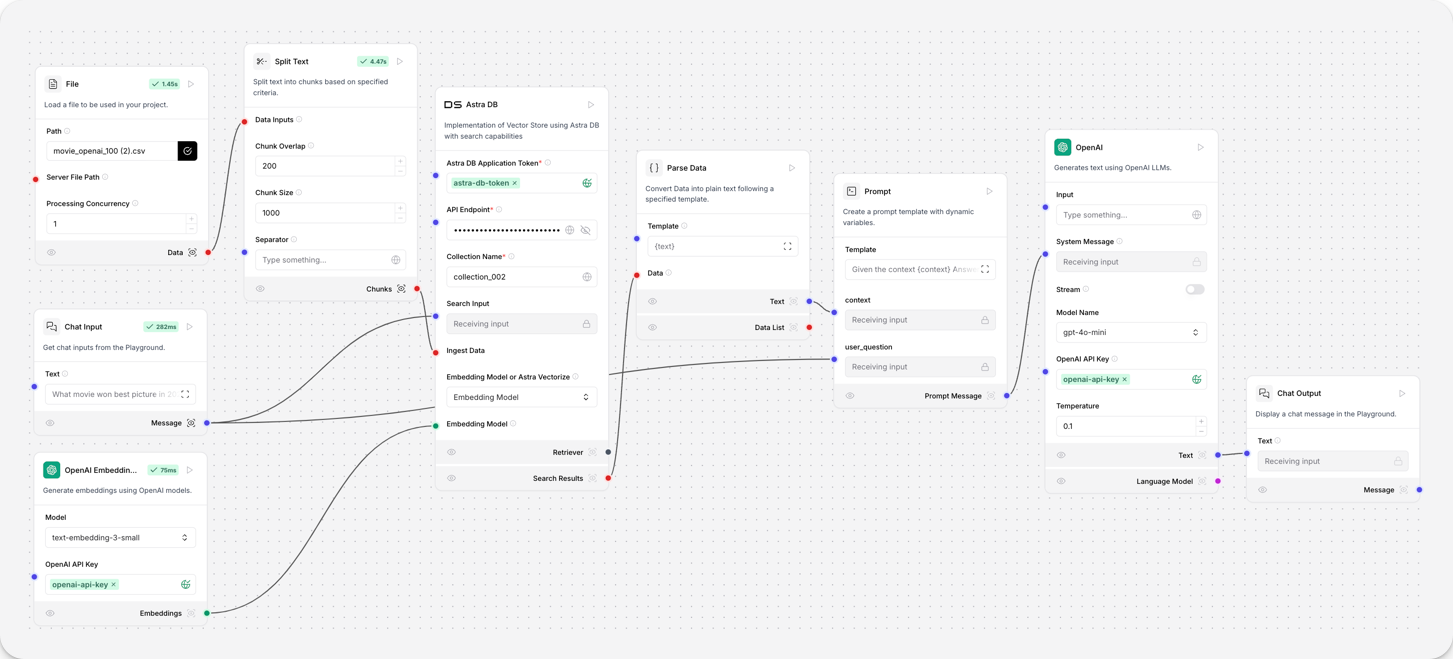 File
1.45s
Load a file to be used in your project.
Path
movie_openai_100 (2).csv
Server File Path
Processing Concurrency
1
Data
Split Text
4.47s
Split text into chunks based on specified
criteria.
Data Inputs
Chunk Overlap
200
Chunk Size
1000
Separator
Type something...
Chunks
Chat Input
282ms
Get chat inputs from the Playground.
Text
What movie won best picture in 20
Message
OpenAI Embeddin...
75ms
Generate embeddings using OpenAI models.
Model
text-embedding-3-small
OpenAI API Key
openai-api-key ×
Embeddings
DS Astra DB
Implementation of Vector Store using Astra DB
with search capabilities
Astra DB Application Token*
astra-db-token ×
API Endpoint*
••••••••••••••••••••••••••
Collection Name*
collection_002
Search Input
Receiving input
Ingest Data
Embedding Model or Astra Vectorize
Embedding Model
Embedding Model
Retriever
Search Results
{ } Parse Data
Convert Data into plain text following a
specified template.
Template
{text}
Data
Text
Data List
Prompt
Create a prompt template with dynamic
variables.
Template
Given the context {context} Answ
context
Receiving input
user_question
Receiving input
Prompt Message
OpenAI
Generates text using OpenAI LLMs.
Input
Type something...
System Message
Receiving input
Stream
Model Name
gpt-4o-mini
OpenAI API Key
openai-api-key ×
Temperature
0.1
Text
Language Model
Chat Output
Display a chat message in the Playground.
Text
Receiving input
Message